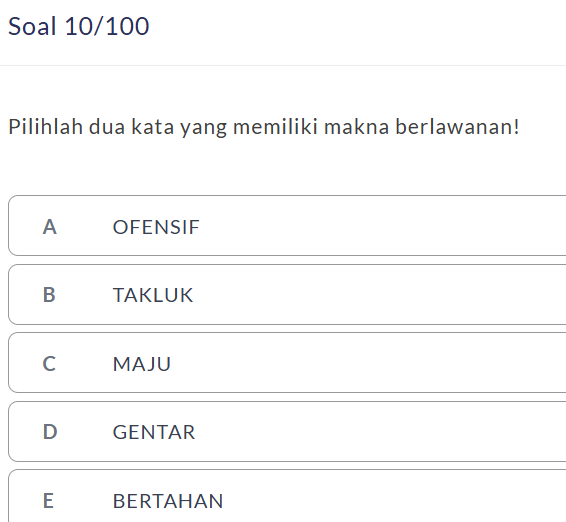 Soal 10/100
Pilihlah dua kata yang memiliki makna berlawanan!
A OFENSIF
B TAKLUK
C MAJU
D GENTAR
E BERTAHAN